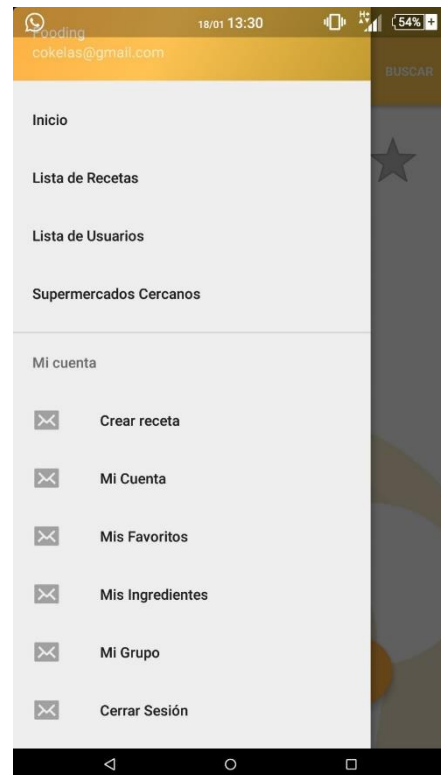 18/01 13:30
H+
54%
Fooding
cokelas@gmail.com
BUSCAR
Inicio
Lista de Recetas
Lista de Usuarios
Supermercados Cercanos
Mi cuenta
Crear receta
Mi Cuenta
Mis Favoritos
Mis Ingredientes
Mi Grupo
Cerrar Sesión